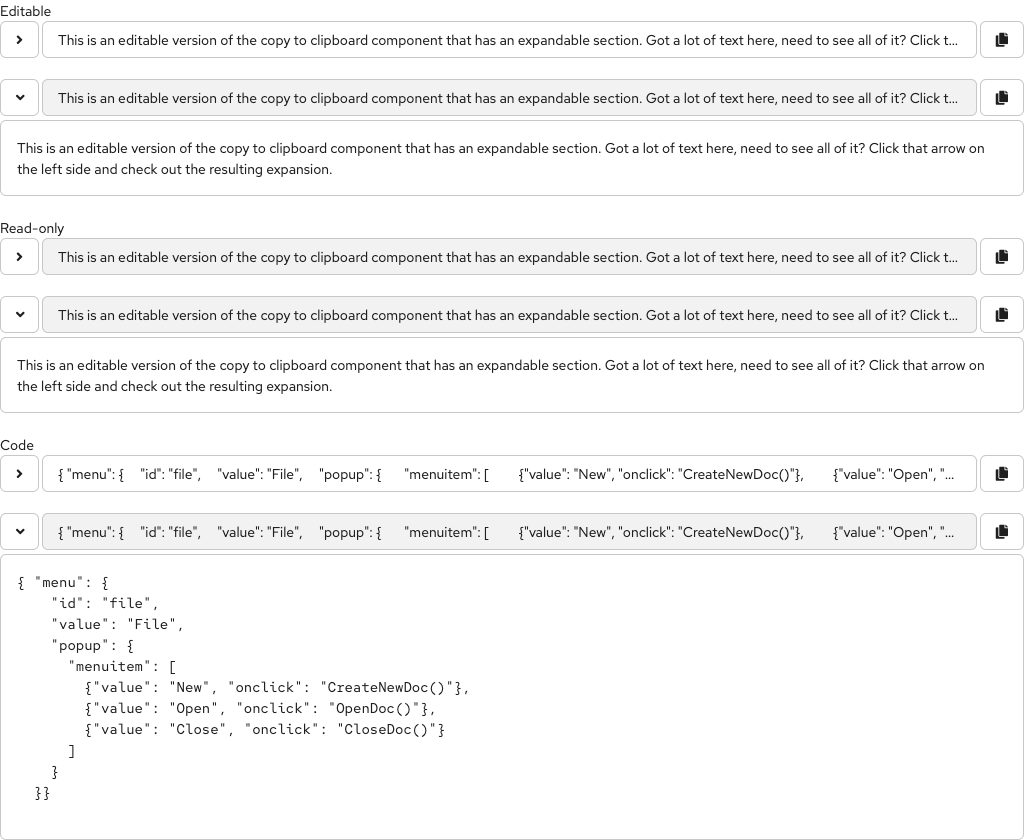 Editable
This is an editable version of the copy to clipboard component that has an expandable section. Got a lot of text here, need to see all of it? Click t...
This is an editable version of the copy to clipboard component that has an expandable section. Got a lot of text here, need to see all of it? Click t...
This is an editable version of the copy to clipboard component that has an expandable section. Got a lot of text here, need to see all of it? Click that arrow on
the left side and check out the resulting expansion.
Read-only
This is an editable version of the copy to clipboard component that has an expandable section. Got a lot of text here, need to see all of it? Click t...
This is an editable version of the copy to clipboard component that has an expandable section. Got a lot of text here, need to see all of it? Click t...
This is an editable version of the copy to clipboard component that has an expandable section. Got a lot of text here, need to see all of it? Click that arrow on
the left side and check out the resulting expansion.
Code
{ "menu": {     "id": "file",     "value": "File",     "popup": {       "menuitem": [         {"value": "New", "onclick": "CreateNewDoc()"},         {"value": "Open", "...
{ "menu": {     "id": "file",     "value": "File",     "popup": {       "menuitem": [         {"value": "New", "onclick": "CreateNewDoc()"},         {"value": "Open", "...
{ "menu": {
    "id": "file",
    "value": "File",
    "popup": {
      "menuitem": [
        {"value": "New", "onclick": "CreateNewDoc()"},
        {"value": "Open", "onclick": "OpenDoc()"},
        {"value": "Close", "onclick": "CloseDoc()"}
      ]
    }
  }}